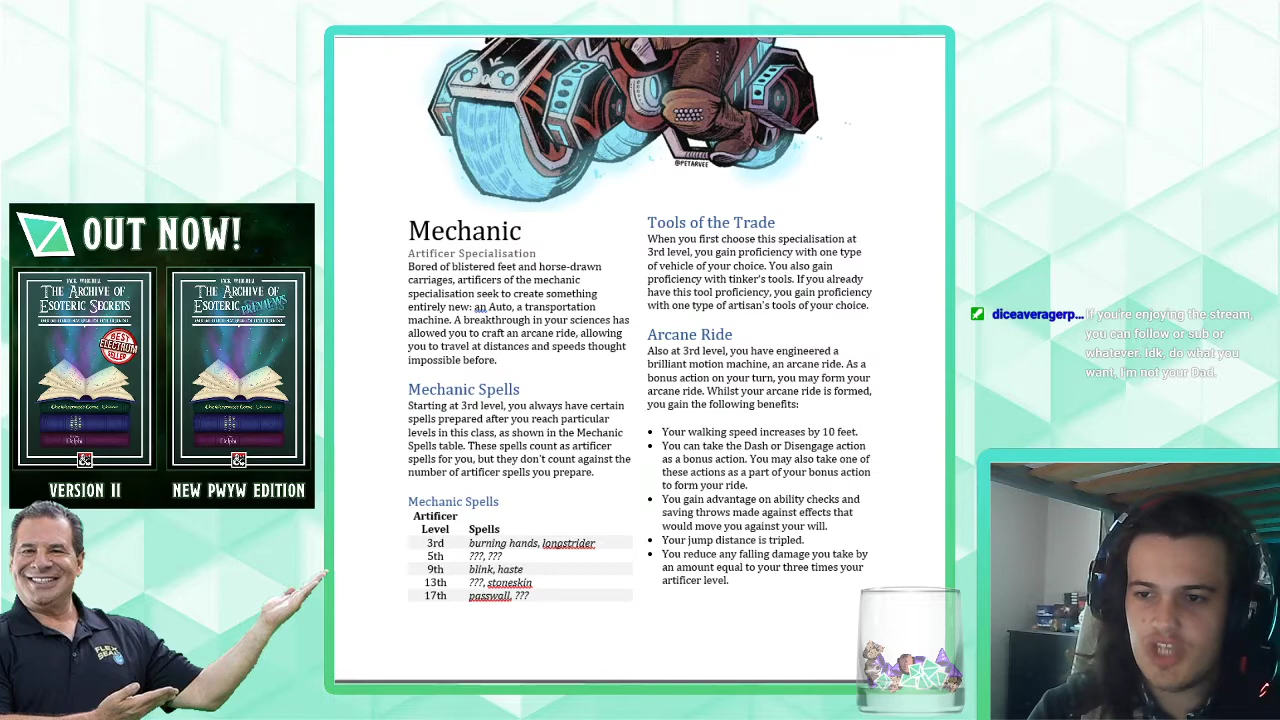 OUT NOW!
THE ARCHIVE OF
ESOTERIC SECRETS
BEST
ELECTRUM
SELLER
THE ARCHIVE OF
ESOTERIC PREVIEWS
VERSION II
NEW PWYW EDITION
FLEX
SEAL
@PETARVEE
Mechanic
Artificer Specialisation
Bored of blistered feet and horse-drawn
carriages, artificers of the mechanic
specialisation seek to create something
entirely new: an Auto, a transportation
machine. A breakthrough in your sciences has
allowed you to craft an arcane ride, allowing
you to travel at distances and speeds thought
impossible before.
Mechanic Spells
Starting at 3rd level, you always have certain
spells prepared after you reach particular
levels in this class, as shown in the Mechanic
Spells table. These spells count as artificer
spells for you, but they don't count against the
number of artificer spells you prepare.
Mechanic Spells
Artificer
Level Spells
3rd burning hands, longstrider
5th ???, ???
9th blink, haste
13th ???, stoneskin
17th passwall, ???
Tools of the Trade
When you first choose this specialisation at
3rd level, you gain proficiency with one type
of vehicle of your choice. You also gain
proficiency with tinker's tools. If you already
have this tool proficiency, you gain proficiency
with one type of artisan's tools of your choice.
Arcane Ride
Also at 3rd level, you have engineered a
brilliant motion machine, an arcane ride. As a
bonus action on your turn, you may form your
arcane ride. Whilst your arcane ride is formed,
you gain the following benefits:
• Your walking speed increases by 10 feet.
• You can take the Dash or Disengage action
as a bonus action. You may also take one of
these actions as a part of your bonus action
to form your ride.
• You gain advantage on ability checks and
saving throws made against effects that
would move you against your will.
• Your jump distance is tripled.
• You reduce any falling damage you take by
an amount equal to your three times your
artificer level.
diceaveragerp... If you're enjoying the stream,
you can follow or sub or
whatever. Idk, do what you
want, I'm not your Dad.